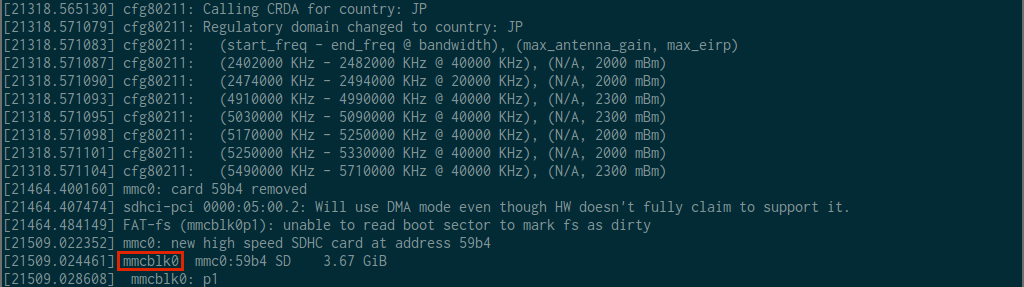 [21318.565130] cfg80211: Calling CRDA for country: JP
[21318.571079] cfg80211: Regulatory domain changed to country: JP
[21318.571083] cfg80211:   (start_freq - end_freq @ bandwidth), (max_antenna_gain, max_eirp)
[21318.571087] cfg80211:   (2402000 KHz - 2482000 KHz @ 40000 KHz), (N/A, 2000 mBm)
[21318.571090] cfg80211:   (2474000 KHz - 2494000 KHz @ 20000 KHz), (N/A, 2000 mBm)
[21318.571093] cfg80211:   (4910000 KHz - 4990000 KHz @ 40000 KHz), (N/A, 2300 mBm)
[21318.571095] cfg80211:   (5030000 KHz - 5090000 KHz @ 40000 KHz), (N/A, 2300 mBm)
[21318.571098] cfg80211:   (5170000 KHz - 5250000 KHz @ 40000 KHz), (N/A, 2000 mBm)
[21318.571101] cfg80211:   (5250000 KHz - 5330000 KHz @ 40000 KHz), (N/A, 2000 mBm)
[21318.571104] cfg80211:   (5490000 KHz - 5710000 KHz @ 40000 KHz), (N/A, 2300 mBm)
[21464.400160] mmc0: card 59b4 removed
[21464.407474] sdhci-pci 0000:05:00.2: Will use DMA mode even though HW doesn't fully claim to support it.
[21464.484149] FAT-fs (mmcblk0p1): unable to read boot sector to mark fs as dirty
[21509.022352] mmc0: new high speed SDHC card at address 59b4
[21509.024461] mmcblk0  mmc0:59b4 SD    3.67 GiB
[21509.028608]  mmcblk0: p1